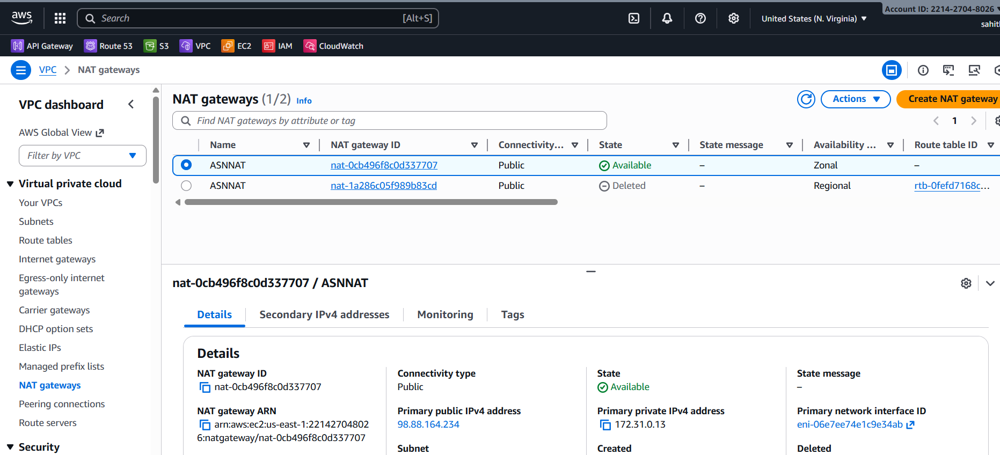 Account ID: 2214-2704-8026
aws
Search
[Alt+S]
United States (N. Virginia)
API Gateway
Route 53
S3
VPC
EC2
IAM
CloudWatch
VPC
NAT gateways
VPC dashboard
AWS Global View
Filter by VPC
Virtual private cloud
Your VPCs
Subnets
Route tables
Internet gateways
Egress-only internet
gateways
Carrier gateways
DHCP option sets
Elastic IPs
Managed prefix lists
NAT gateways
Peering connections
Route servers
Security
NAT gateways (1/2) Info
Actions
Create NAT gateway
Find NAT gateways by attribute or tag
1
Name NAT gateway ID Connectivity... State State message Availability ... Route table ID
ASNNAT nat-0cb496f8c0d337707 Public Available – Zonal –
ASNNAT nat-1a286c05f989b83cd Public Deleted – Regional rtb-0fefd7168c...
nat-0cb496f8c0d337707 / ASNNAT
Details Secondary IPv4 addresses Monitoring Tags
Details
NAT gateway ID
nat-0cb496f8c0d337707
Connectivity type
Public
State
Available
State message
–
NAT gateway ARN
arn:aws:ec2:us-east-1:22142704802
6:natgateway/nat-0cb496f8c0d337707
Primary public IPv4 address
98.88.164.234
Primary private IPv4 address
172.31.0.13
Primary network interface ID
eni-06e7ee74e1c9e34ab
Subnet
Created
Deleted